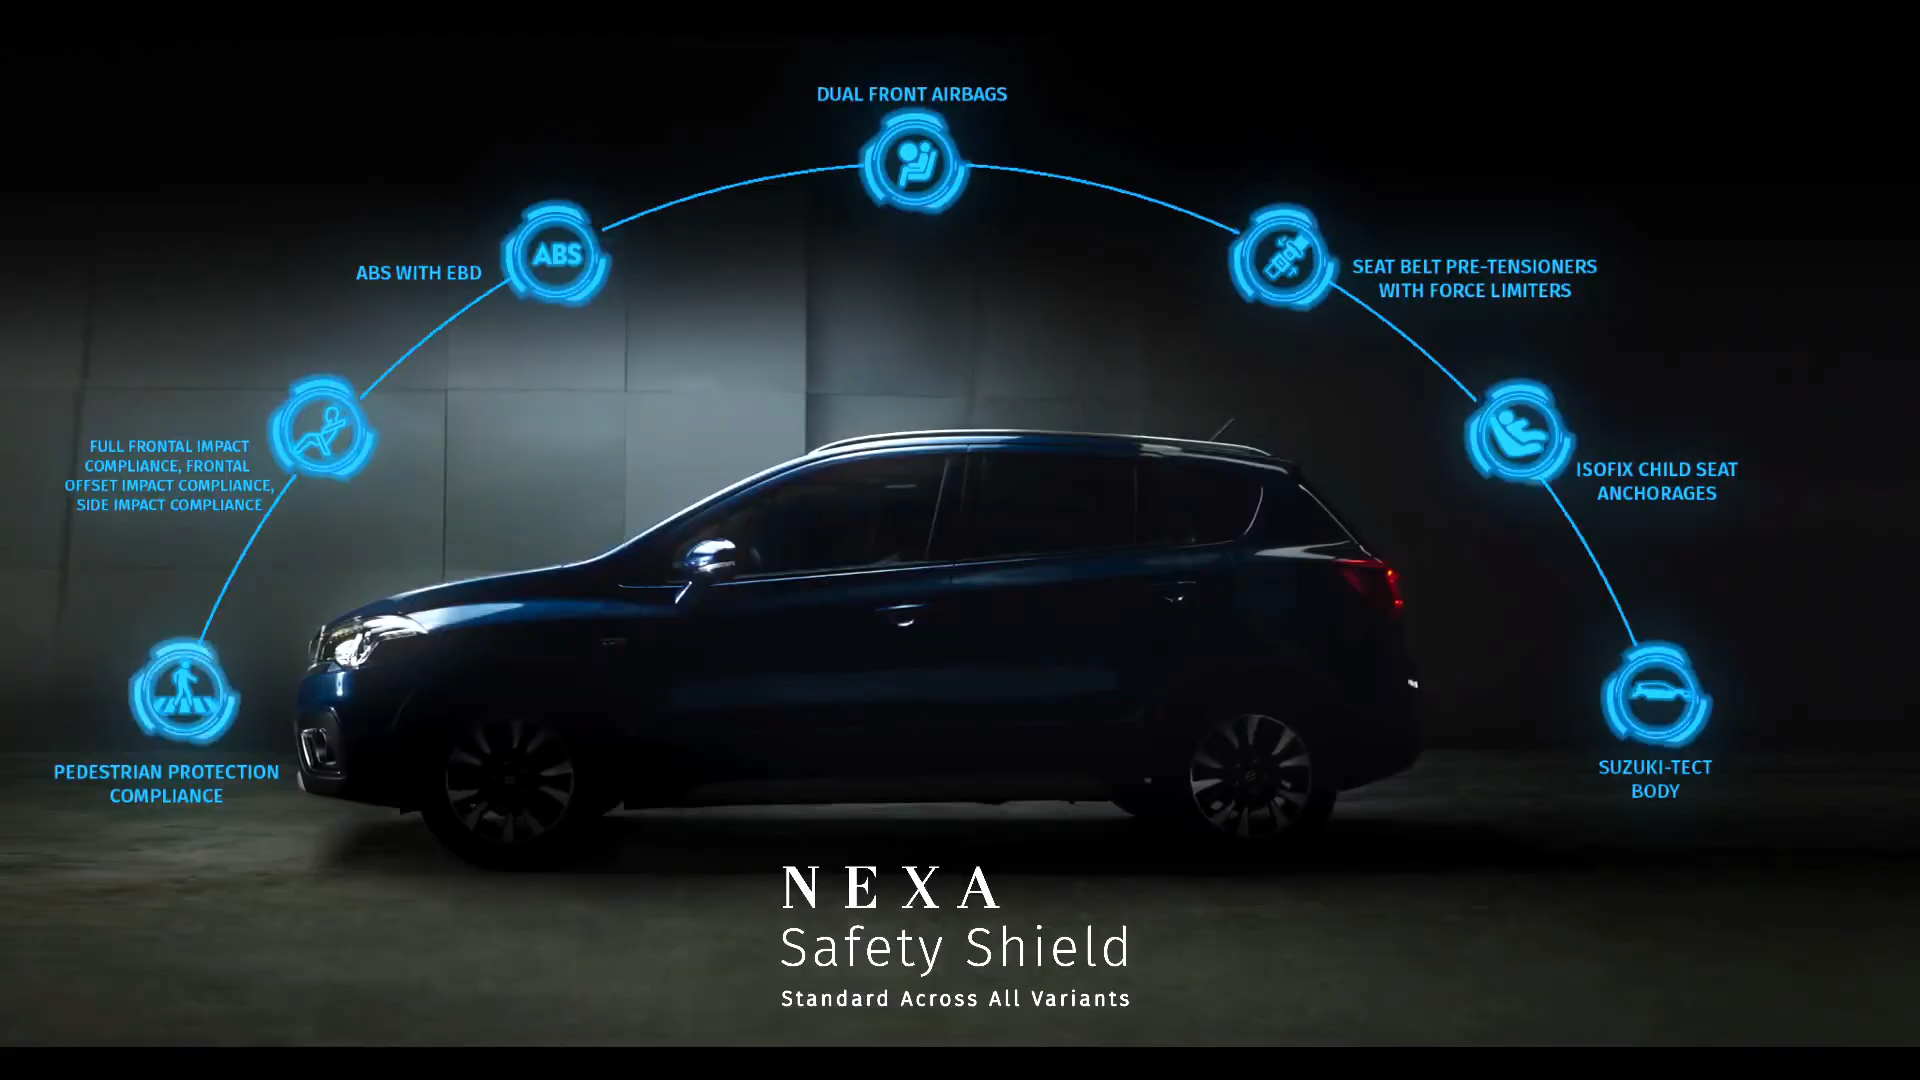 DUAL FRONT AIRBAGS
ABS
ABS WITH EBD
SEAT BELT PRE-TENSIONERS
WITH FORCE LIMITERS
FULL FRONTAL IMPACT
COMPLIANCE, FRONTAL
OFFSET IMPACT COMPLIANCE,
SIDE IMPACT COMPLIANCE
ISOFIX CHILD SEAT
ANCHORAGES
PEDESTRIAN PROTECTION
COMPLIANCE
SUZUKI-TECT
BODY
NEXA
Safety Shield
Standard Across All Variants